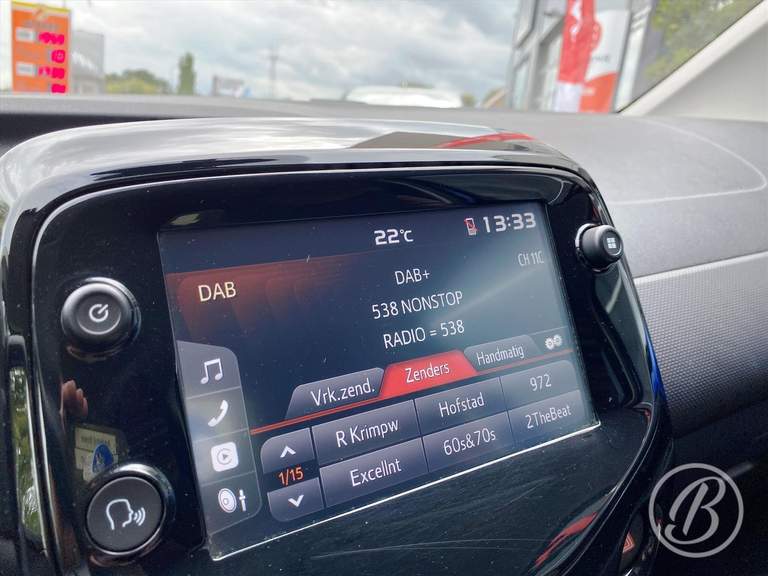 22°C
13:33
DAB
DAB+
CH 11C
538 NONSTOP
RADIO = 538
Vrk.zend.
Zenders
Handmatig
R Krimpw
Hofstad
972
1/15
Excellnt
60s&70s
2TheBeat
B